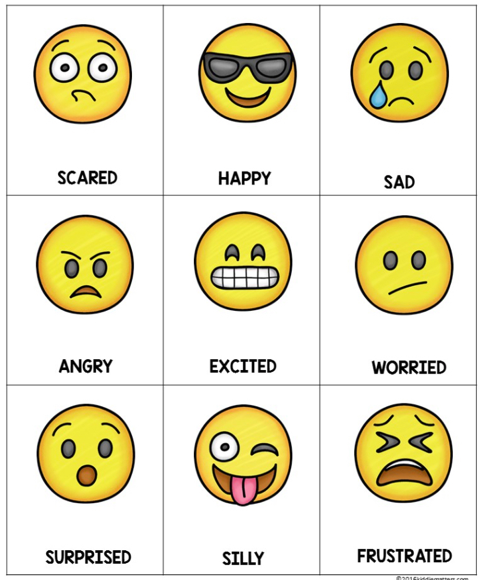 SCARED
HAPPY
SAD
ANGRY
EXCITED
WORRIED
SURPRISED
SILLY
FRUSTRATED